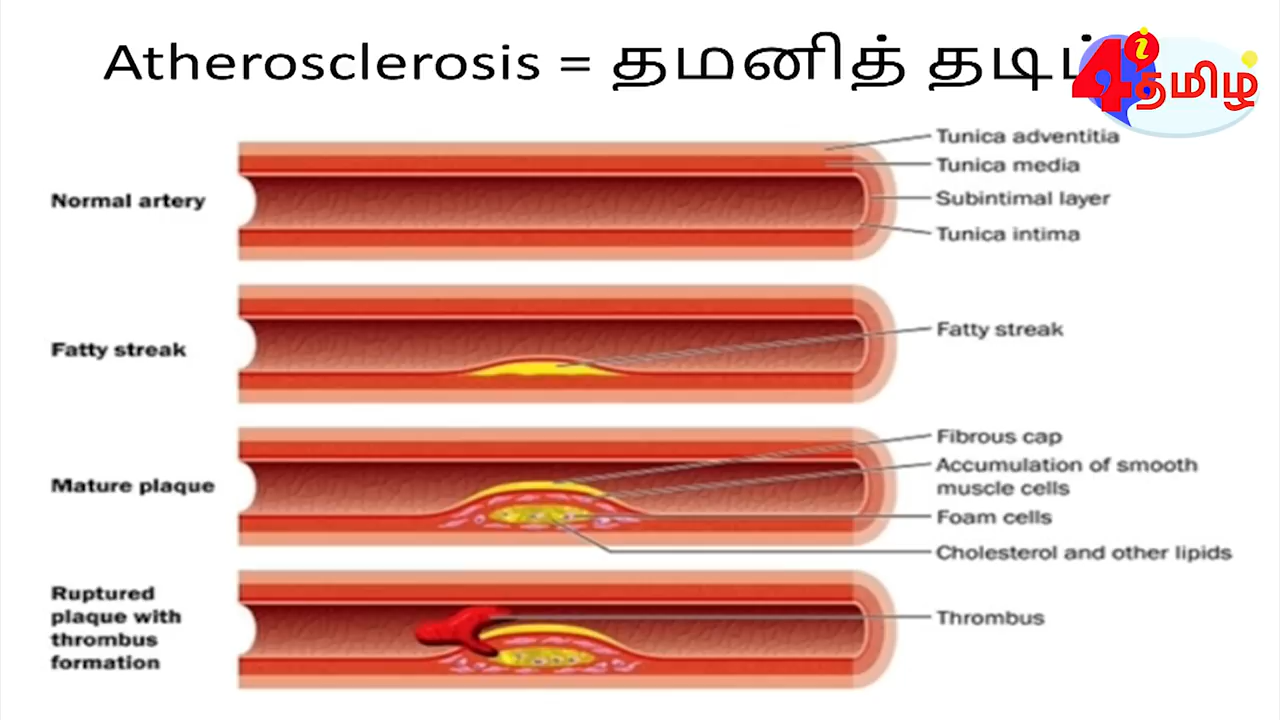 Atherosclerosis = தமனித்
4i தமிழ்
Tunica adventitia
Tunica media
Normal artery
Subintimal layer
Tunica intima
Fatty streak
Fatty streak
Fibrous cap
Accumulation of smooth
muscle cells
Mature plaque
Foam cells
Cholesterol and other lipids
Ruptured
plaque with
thrombus
formation
Thrombus